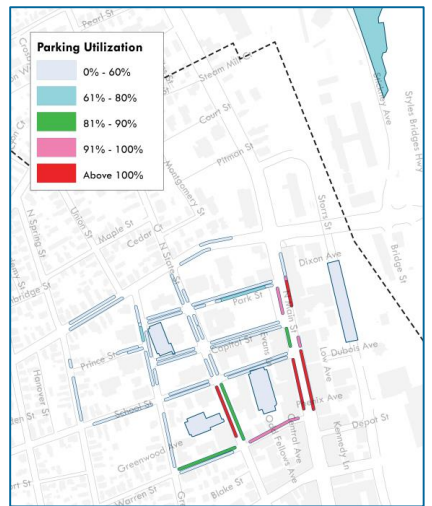 Pearl St
Parking Utilization
0% - 60%
61% - 80%
81% - 90%
91% - 100%
Above 100%
Steam Mill Ct
Court St
Pitman St
Montgomery St
Styles Bridges Hwy
Storrs St
Bridge St
N Spring St
Union St
Maple St
Cedar Ct
N State St
Dixon Ave
Park St
N Main St
Prince St
Capitol St
Evans
Low Ave
Dubois Ave
Hanover St
School St
Phenix Ave
Odd Fellows Ave
Central Ave
Depot St
Kennedy Ln
Greenwood Ave
Warren St
Blake St